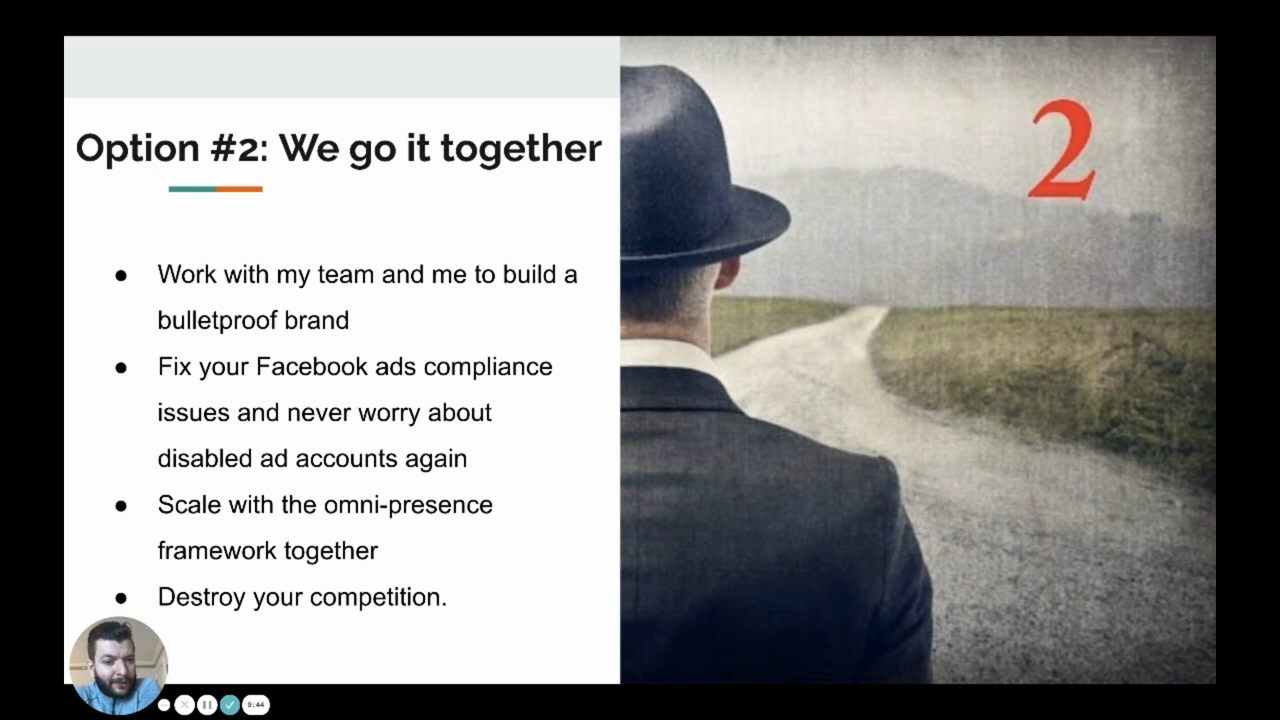 Option #2: We go it together
2
● Work with my team and me to build a
bulletproof brand
● Fix your Facebook ads compliance
issues and never worry about
disabled ad accounts again
● Scale with the omni-presence
framework together
● Destroy your competition.
9:44